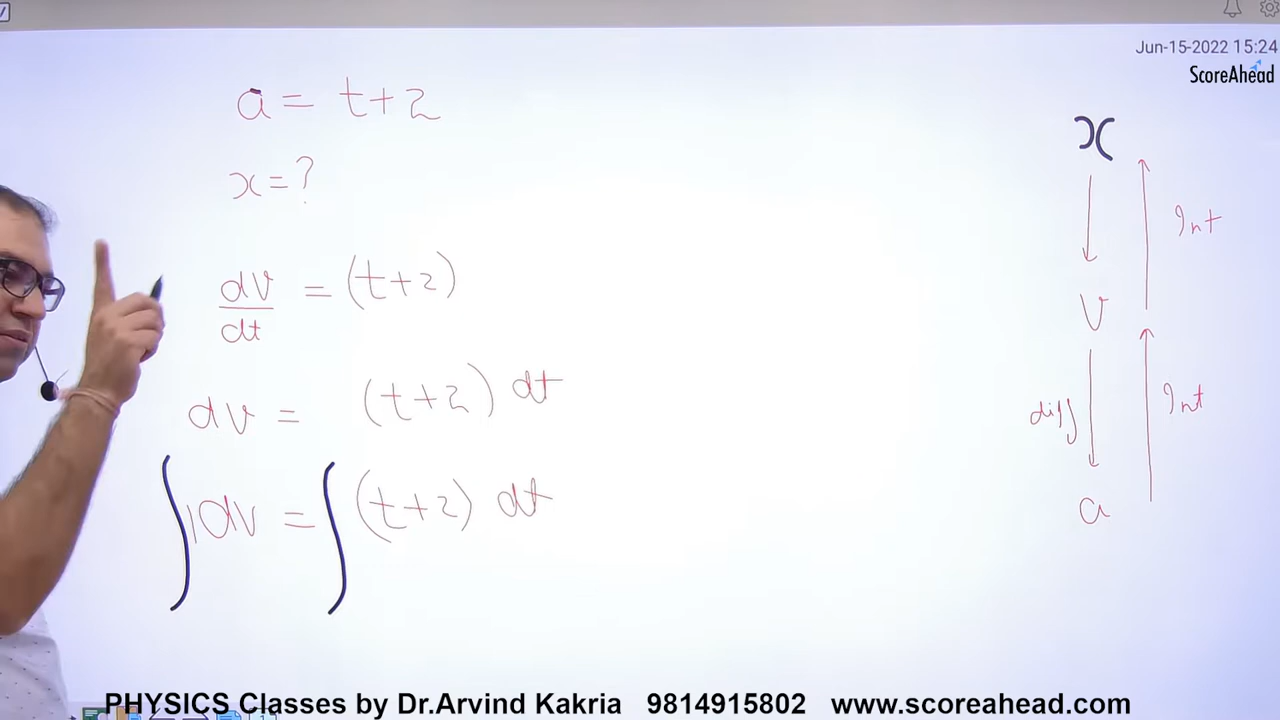 Jun-15-2022 15:24
ScoreAhead
a = t+2
x = ?
dv/dt = (t+2)
dv = (t+2) dt
∫1dv = ∫(t+2) dt
x
Int
v
diff
Int
a
PHYSICS Classes by Dr.Arvind Kakria 9814915802 www.scoreahead.com